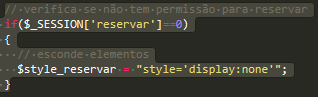 // verifica se não tem permissão para reservar
if($_SESSION['reservar']==0)
{
// esconde elementos
$style_reservar = "style='display:none'";
}